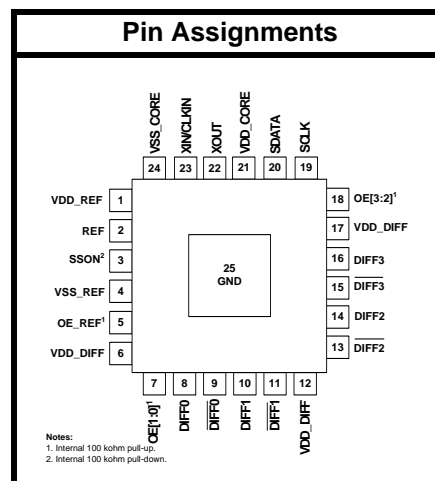 Pin Assignments
VSS_CORE
XIN/CLKIN
XOUT
VDD_CORE
SDATA
SCLK
24 23 22 21 20 19
VDD_REF 1
REF 2
SSON² 3
VSS_REF 4
OE_REF¹ 5
VDD_DIFF 6
25
GND
18 OE[3:2]¹
17 VDD_DIFF
16 DIFF3
15 DIFF3
14 DIFF2
13 DIFF2
7 8 9 10 11 12
OE[1:0]¹
DIFF0
DIFF0
DIFF1
DIFF1
VDD_DIFF
Notes:
1. Internal 100 kohm pull-up.
2. Internal 100 kohm pull-down.